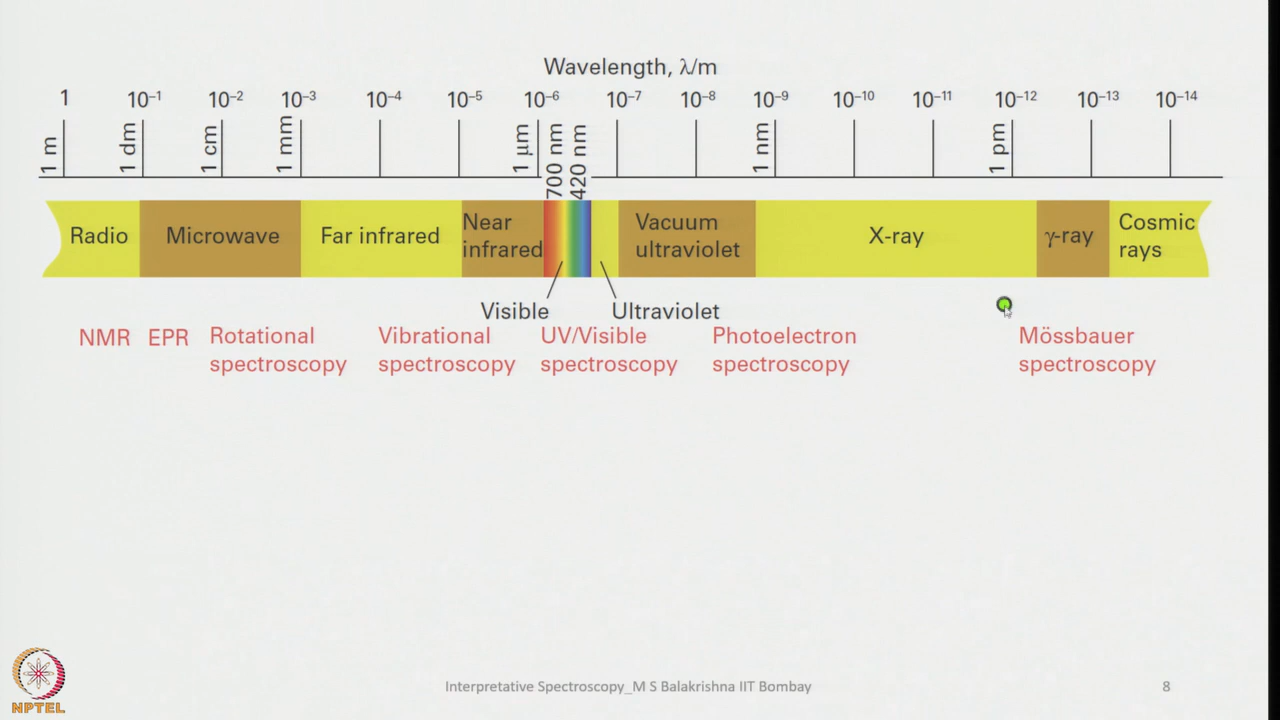 Wavelength, λ/m
1 10⁻¹ 10⁻² 10⁻³ 10⁻⁴ 10⁻⁵ 10⁻⁶ 10⁻⁷ 10⁻⁸ 10⁻⁹ 10⁻¹⁰ 10⁻¹¹ 10⁻¹² 10⁻¹³ 10⁻¹⁴
1 m 1 dm 1 cm 1 mm 1 μm 700 nm 420 nm 1 nm 1 pm
Radio Microwave Far infrared Near infrared Vacuum ultraviolet X-ray γ-ray Cosmic rays
Visible Ultraviolet
NMR EPR Rotational Vibrational UV/Visible Photoelectron Mössbauer
spectroscopy spectroscopy spectroscopy spectroscopy spectroscopy
NPTEL
Interpretative Spectroscopy_M S Balakrishna IIT Bombay
8